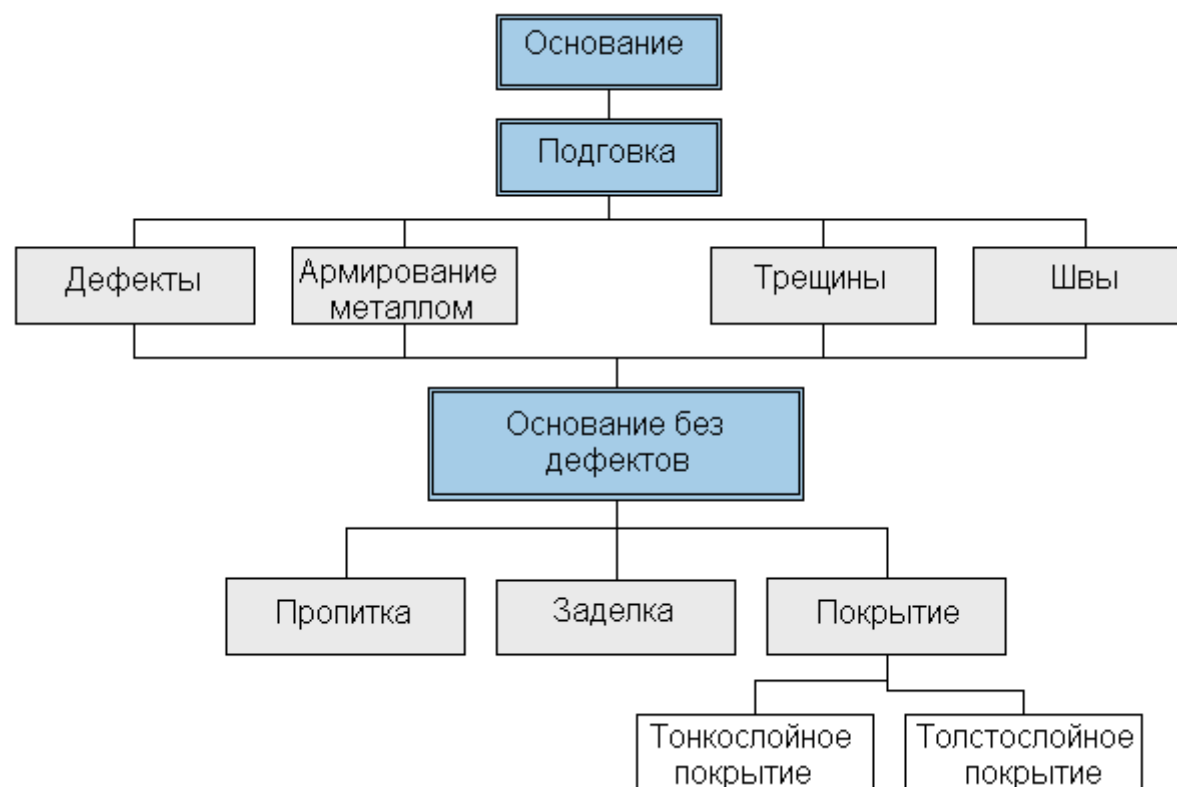 Основание
Подговка
Дефекты
Армирование
металлом
Трещины
Швы
Основание без
дефектов
Пропитка
Заделка
Покрытие
Тонкослойное
покрытие
Толстослойное
покрытие